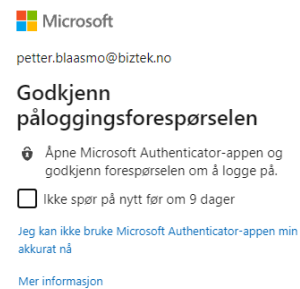 Microsoft
petter.blaasmo@biztek.no
Godkjenn
påloggingsforespørselen
Åpne Microsoft Authenticator-appen og
godkjenn forespørselen om å logge på.
Ikke spør på nytt før om 9 dager
Jeg kan ikke bruke Microsoft Authenticator-appen min
akkurat nå
Mer informasjon